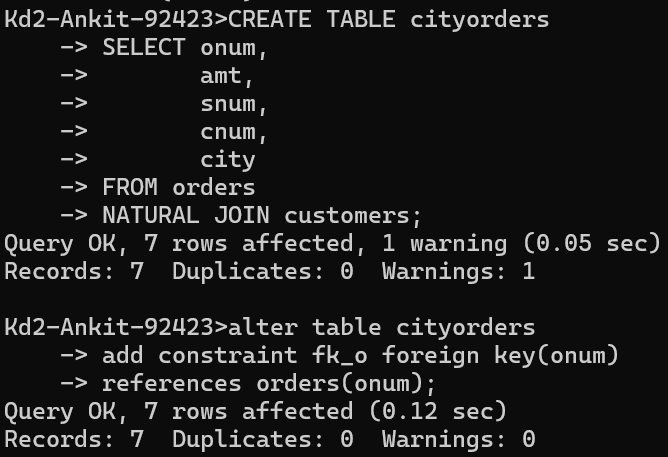 Kd2-Ankit-92423>CREATE TABLE cityorders
    -> SELECT onum,
    ->        amt,
    ->        snum,
    ->        cnum,
    ->        city
    -> FROM orders
    -> NATURAL JOIN customers;
Query OK, 7 rows affected, 1 warning (0.05 sec)
Records: 7  Duplicates: 0  Warnings: 1

Kd2-Ankit-92423>alter table cityorders
    -> add constraint fk_o foreign key(onum)
    -> references orders(onum);
Query OK, 7 rows affected (0.12 sec)
Records: 7  Duplicates: 0  Warnings: 0